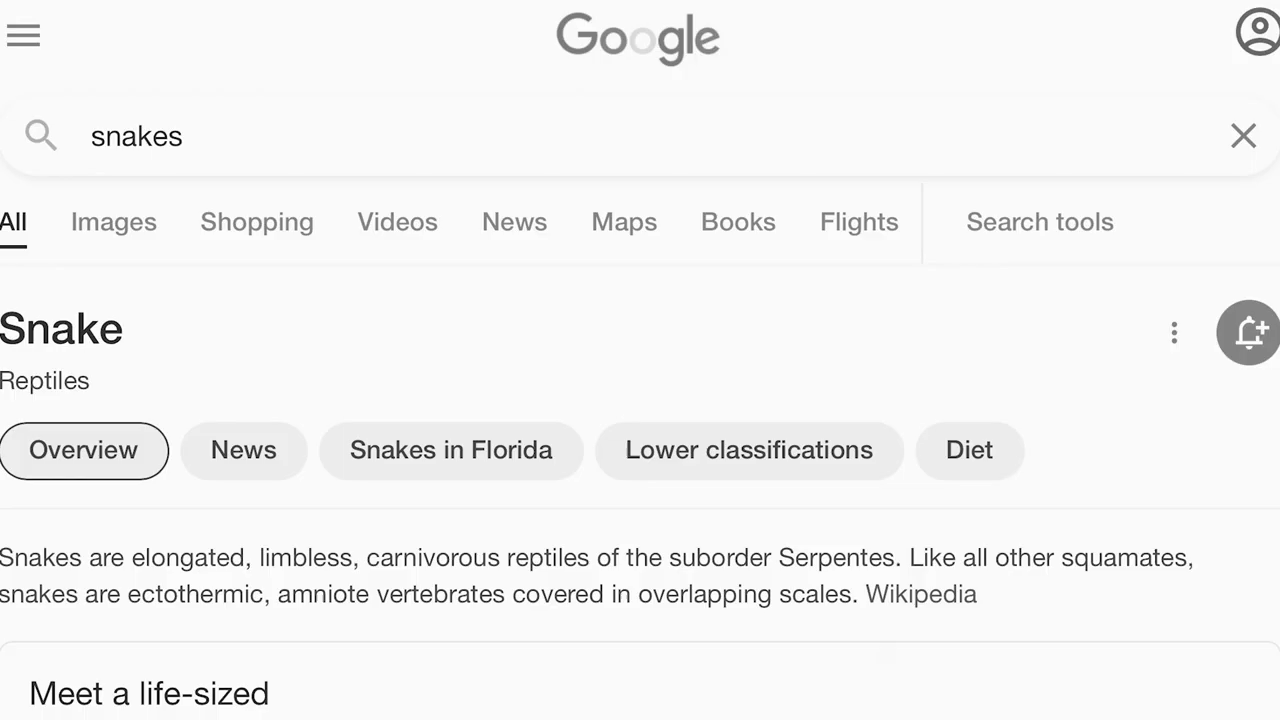 Google
snakes
All Images Shopping Videos News Maps Books Flights Search tools
Snake
Reptiles
Overview News Snakes in Florida Lower classifications Diet
Snakes are elongated, limbless, carnivorous reptiles of the suborder Serpentes. Like all other squamates,
snakes are ectothermic, amniote vertebrates covered in overlapping scales. Wikipedia
Meet a life-sized